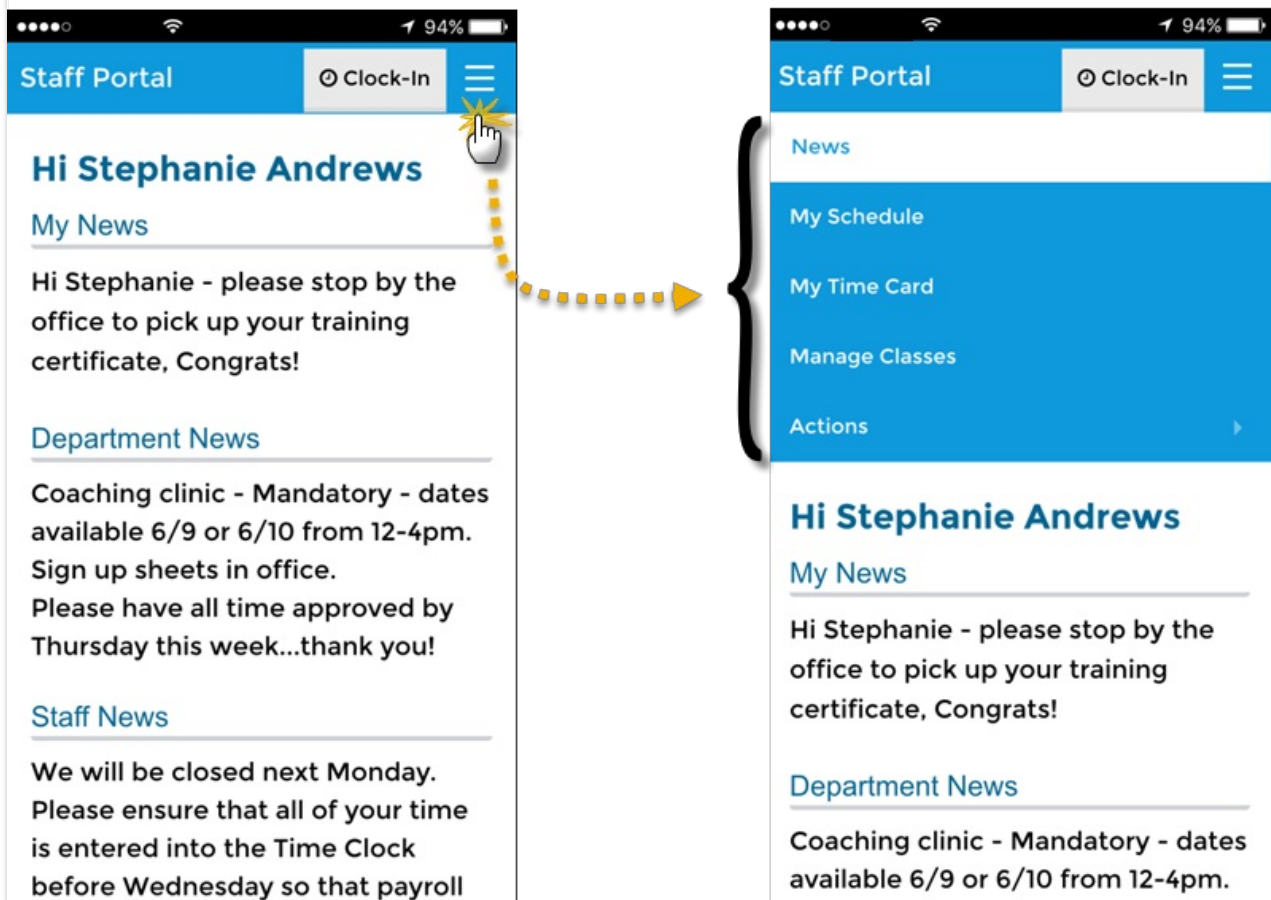 94%
Staff Portal
Clock-In
Hi Stephanie Andrews
My News
Hi Stephanie - please stop by the
office to pick up your training
certificate, Congrats!
Department News
Coaching clinic - Mandatory - dates
available 6/9 or 6/10 from 12-4pm.
Sign up sheets in office.
Please have all time approved by
Thursday this week...thank you!
Staff News
We will be closed next Monday.
Please ensure that all of your time
is entered into the Time Clock
before Wednesday so that payroll
94%
Staff Portal
Clock-In
News
My Schedule
My Time Card
Manage Classes
Actions
Hi Stephanie Andrews
My News
Hi Stephanie - please stop by the
office to pick up your training
certificate, Congrats!
Department News
Coaching clinic - Mandatory - dates
available 6/9 or 6/10 from 12-4pm.